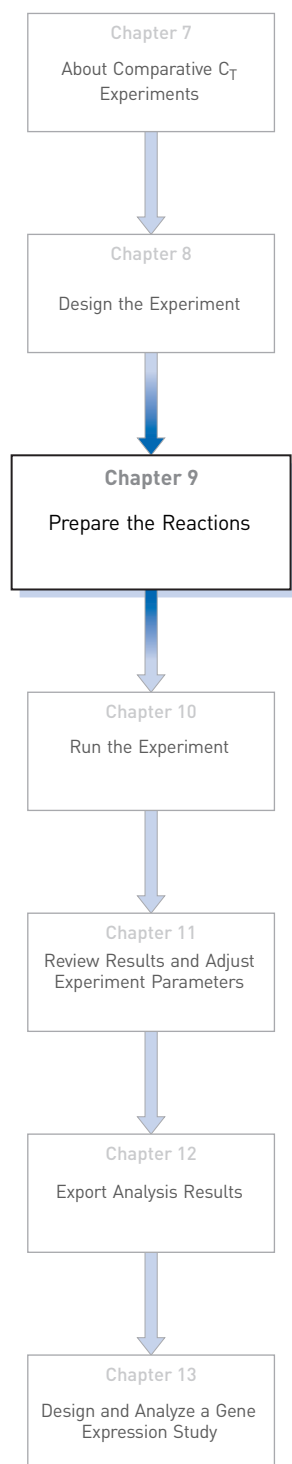 Chapter 7
About Comparative CT
Experiments
Chapter 8
Design the Experiment
Chapter 9
Prepare the Reactions
Chapter 10
Run the Experiment
Chapter 11
Review Results and Adjust
Experiment Parameters
Chapter 12
Export Analysis Results
Chapter 13
Design and Analyze a Gene
Expression Study